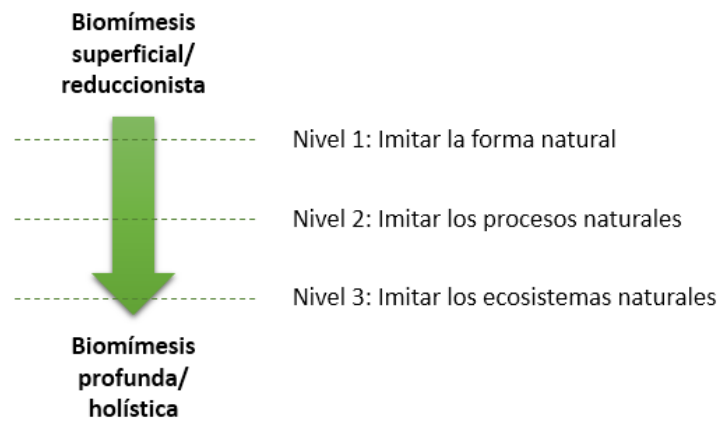 Biomímesis
superficial/
reduccionista
Nivel 1: Imitar la forma natural
Nivel 2: Imitar los procesos naturales
Nivel 3: Imitar los ecosistemas naturales
Biomímesis
profunda/
holística